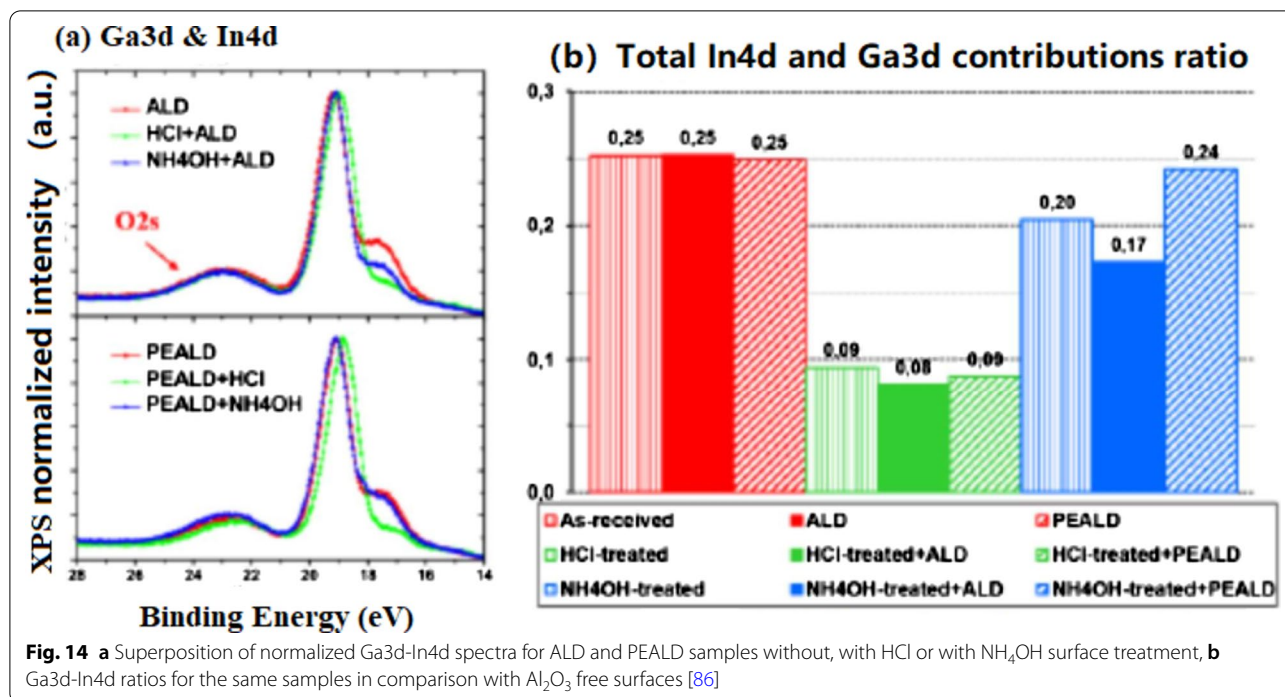 (a) Ga3d & In4d
XPS normalized intensity (a.u.)
ALD
HCl+ALD
NH4OH+ALD
O2s
PEALD
PEALD+HCl
PEALD+NH4OH
28 26 24 22 21 19 18 16 14
Binding Energy (eV)
(b) Total In4d and Ga3d contributions ratio
0,3
0,2
0,1
0,0
0,25 0,25 0,25 0,09 0,08 0,09 0,20 0,17 0,24
As-received ALD PEALD
HCl-treated HCl-treated+ALD HCl-treated+PEALD
NH4OH-treated NH4OH-treated+ALD NH4OH-treated+PEALD
Fig. 14 a Superposition of normalized Ga3d-In4d spectra for ALD and PEALD samples without, with HCl or with NH₄OH surface treatment, b
Ga3d-In4d ratios for the same samples in comparison with Al₂O₃ free surfaces [86]